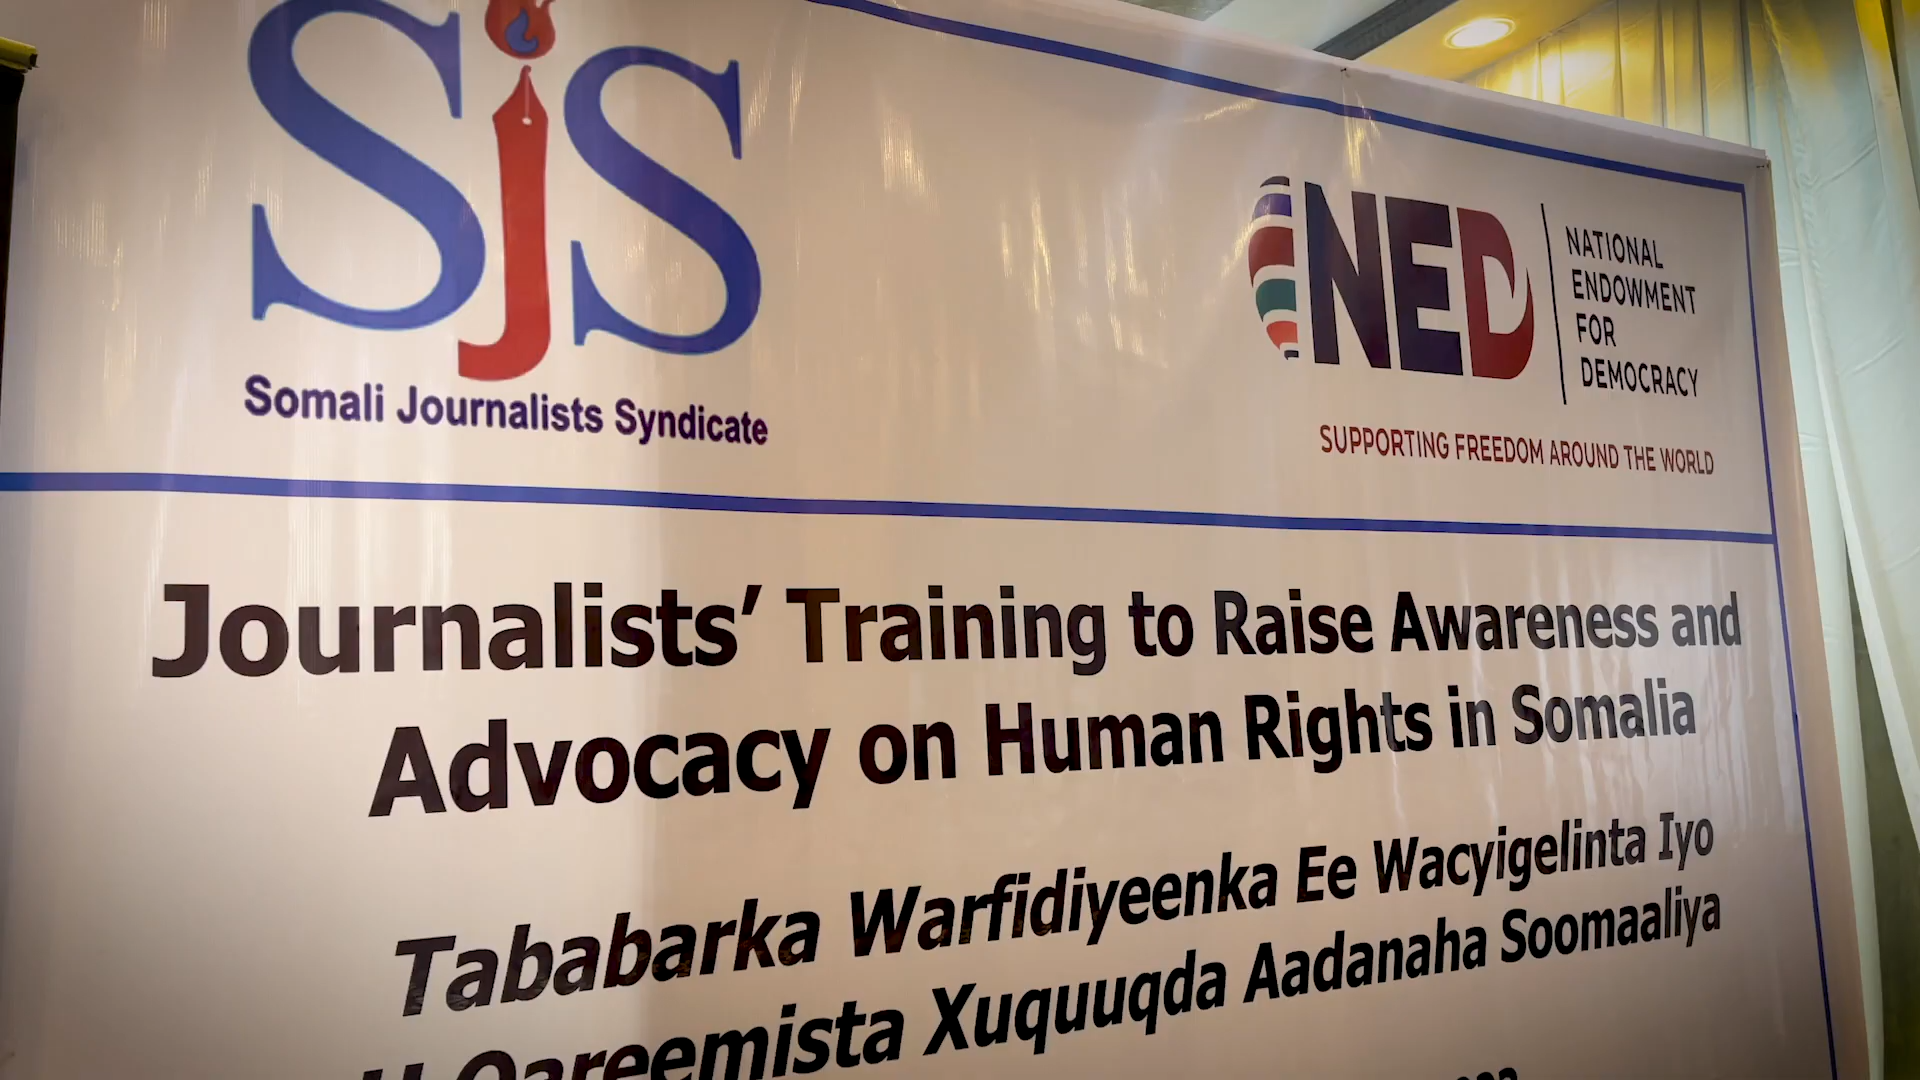 SJS
Somali Journalists Syndicate
NED
NATIONAL
ENDOWMENT
FOR
DEMOCRACY
SUPPORTING FREEDOM AROUND THE WORLD
Journalists’ Training to Raise Awareness and
Advocacy on Human Rights in Somalia
Tababarka Warfidiyeenka Ee Wacyigelinta Iyo
U Qareemista Xuquuqda Aadanaha Soomaaliya